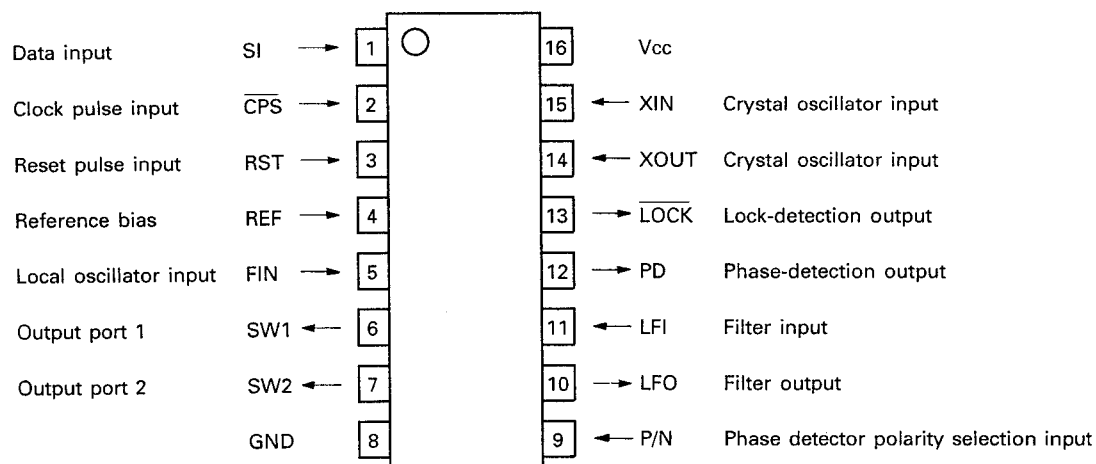 Data input SI 1 16 Vcc
Clock pulse input CPS 2 15 XIN Crystal oscillator input
Reset pulse input RST 3 14 XOUT Crystal oscillator input
Reference bias REF 4 13 LOCK Lock-detection output
Local oscillator input FIN 5 12 PD Phase-detection output
Output port 1 SW1 6 11 LFI Filter input
Output port 2 SW2 7 10 LFO Filter output
GND 8 9 P/N Phase detector polarity selection input